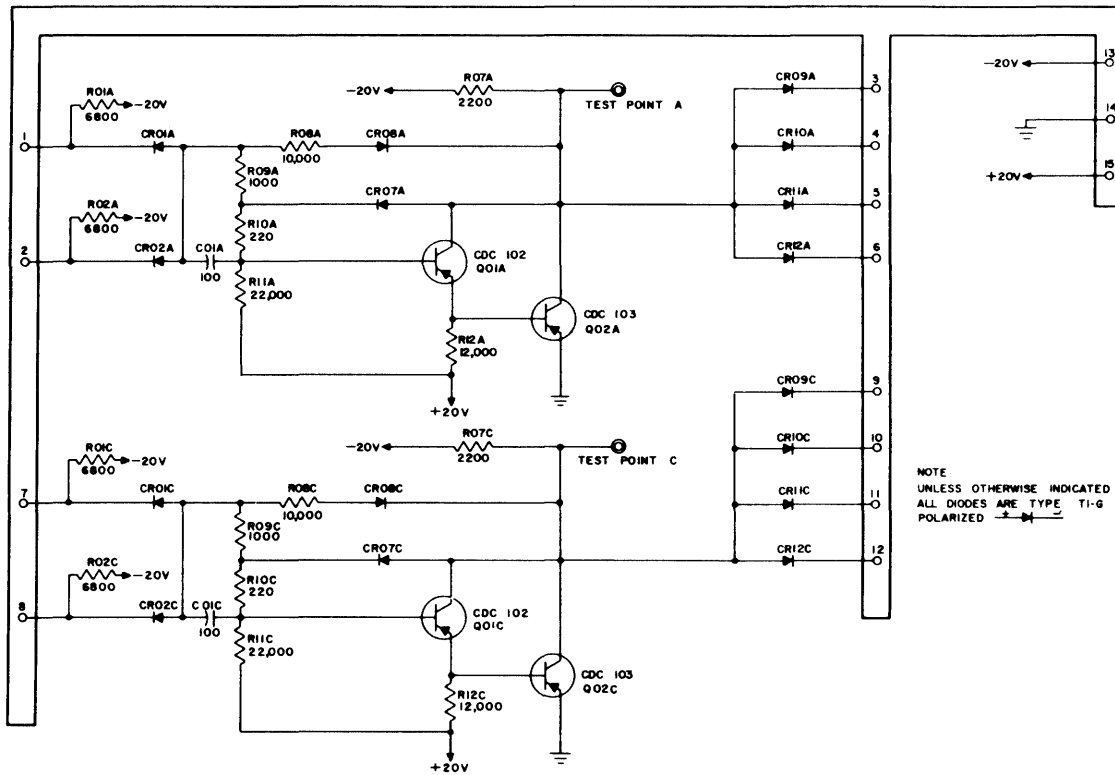 R01A
-20V
6800
1
CR01A
R02A
-20V
6800
2
CR02A
C01A
100
R09A
1000
R10A
220
R11A
22,000
R08A
10,000
CR08A
CR07A
-20V
R07A
2200
TEST POINT A
CDC 102
Q01A
CDC 103
Q02A
R12A
12,000
+20V
CR09A
3
CR10A
4
CR11A
5
CR12A
6
-20V
13
14
+20V
15
R01C
-20V
6800
7
CR01C
R02C
-20V
6800
8
CR02C
C01C
100
R09C
1000
R10C
220
R11C
22,000
R08C
10,000
CR08C
CR07C
-20V
R07C
2200
TEST POINT C
CDC 102
Q01C
CDC 103
Q02C
R12C
12,000
+20V
CR09C
9
CR10C
10
CR11C
11
CR12C
12
NOTE
UNLESS OTHERWISE INDICATED
ALL DIODES ARE TYPE TI-G
POLARIZED + -